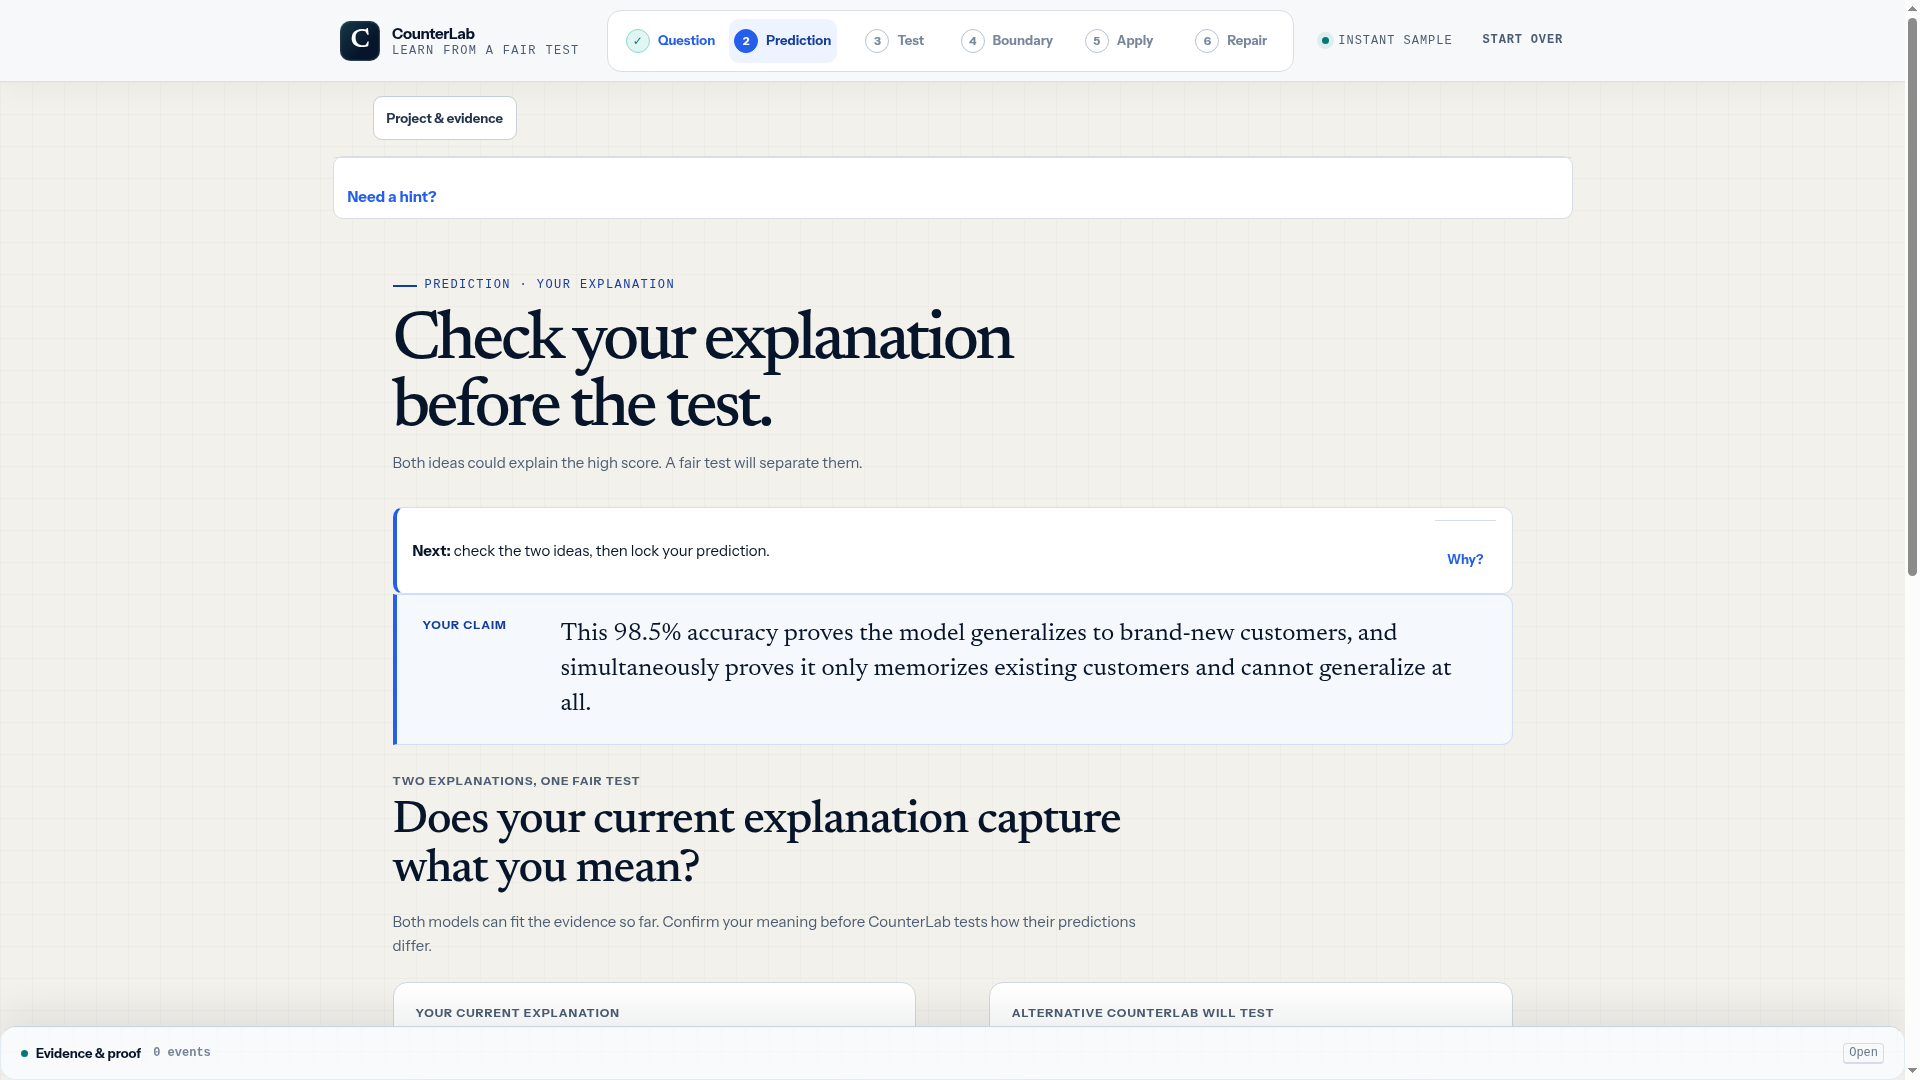 C
CounterLab
LEARN FROM A FAIR TEST
✓ Question
2 Prediction
3 Test
4 Boundary
5 Apply
6 Repair
INSTANT SAMPLE
START OVER
Project & evidence
Need a hint?
PREDICTION · YOUR EXPLANATION
Check your explanation
before the test.
Both ideas could explain the high score. A fair test will separate them.
Next: check the two ideas, then lock your prediction.
Why?
YOUR CLAIM
This 98.5% accuracy proves the model generalizes to brand-new customers, and
simultaneously proves it only memorizes existing customers and cannot generalize at
all.
TWO EXPLANATIONS, ONE FAIR TEST
Does your current explanation capture
what you mean?
Both models can fit the evidence so far. Confirm your meaning before CounterLab tests how their predictions
differ.
YOUR CURRENT EXPLANATION
ALTERNATIVE COUNTERLAB WILL TEST
Evidence & proof 0 events
Open